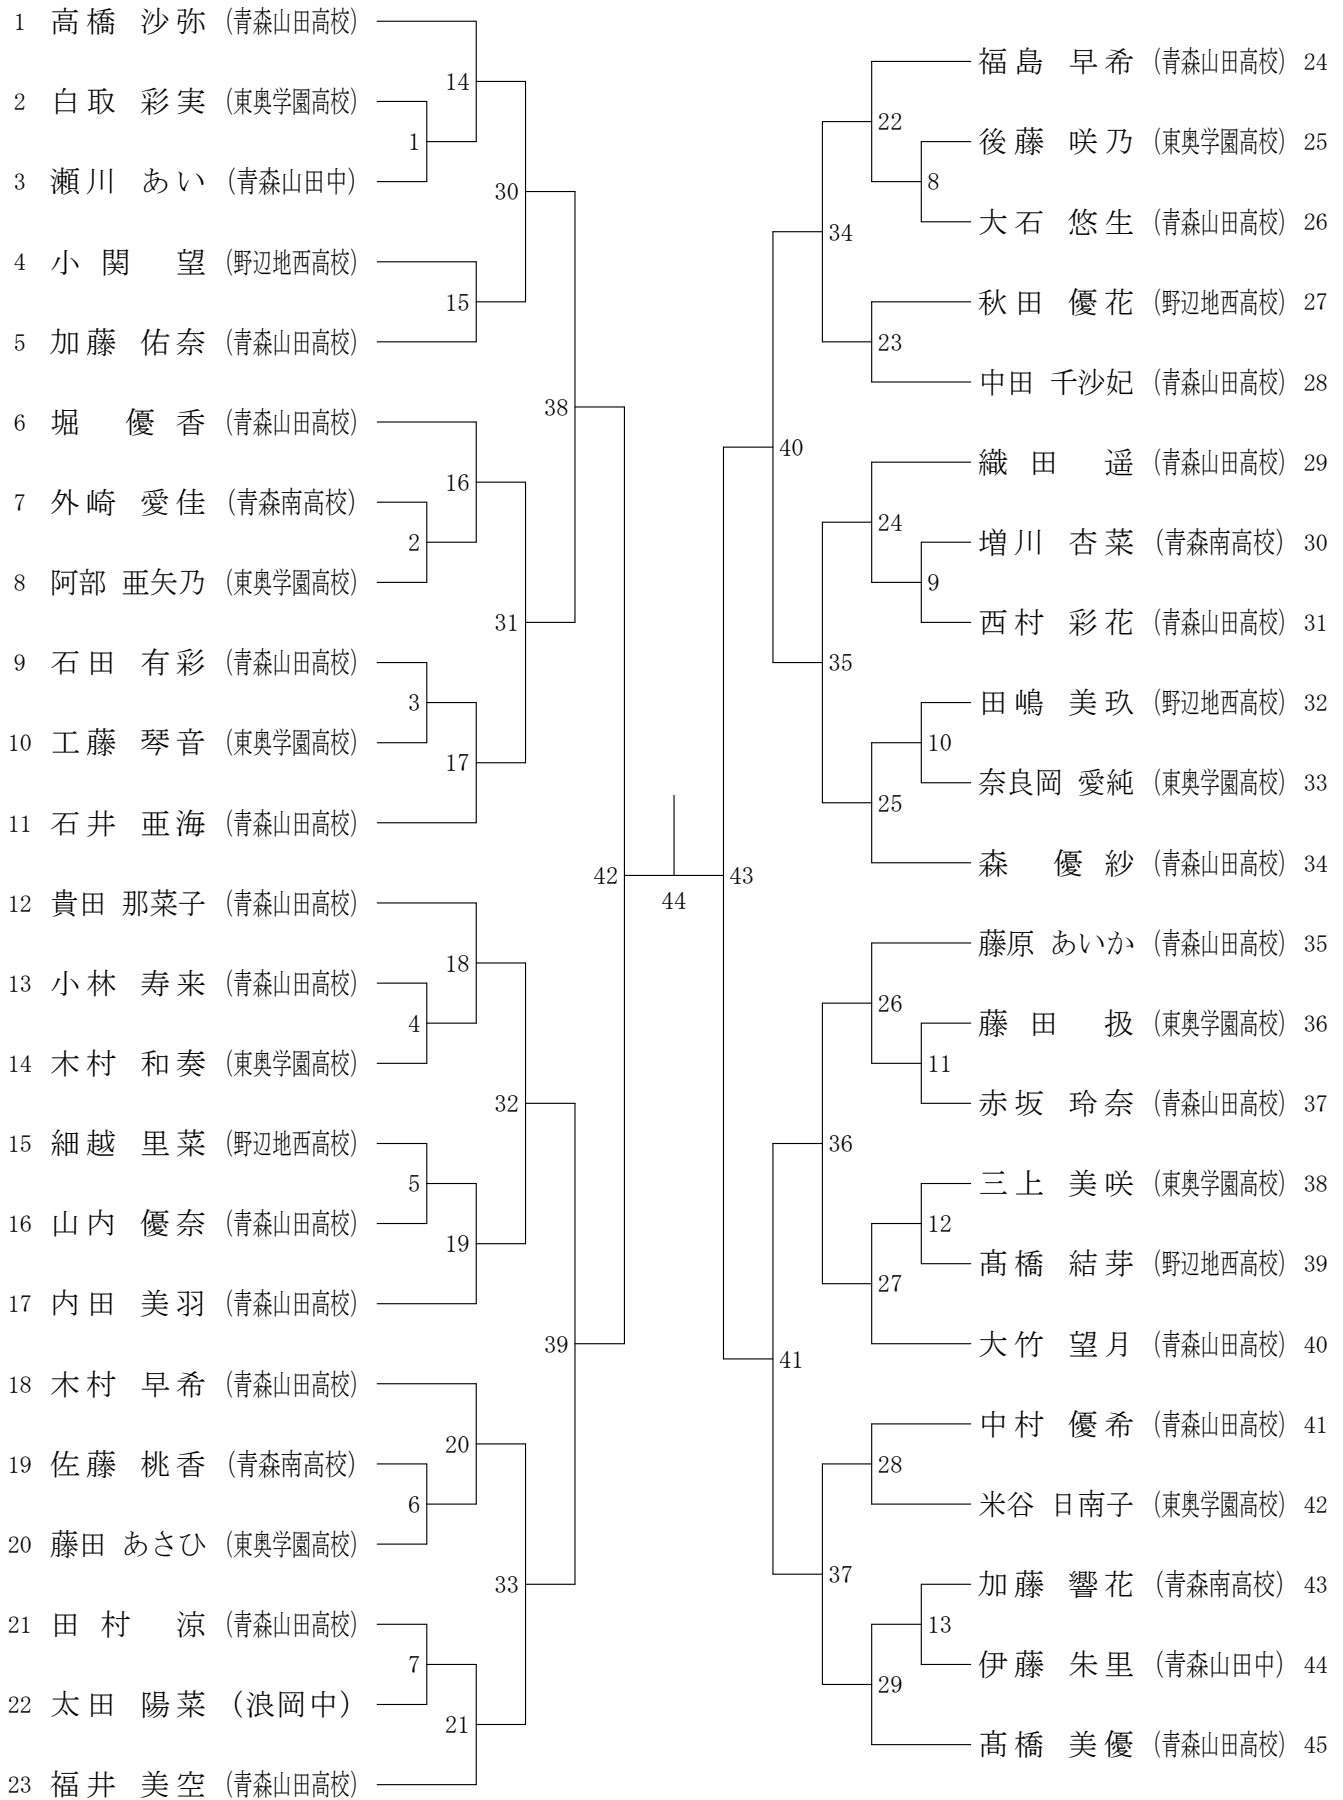 1 高橋 沙弥 (青森山田高校)
2 白取 彩実 (東奥学園高校)
3 瀬川 あい (青森山田中)
4 小関 望 (野辺地西高校)
5 加藤 佑奈 (青森山田高校)
6 堀 優香 (青森山田高校)
7 外崎 愛佳 (青森南高校)
8 阿部 亜矢乃 (東奥学園高校)
9 石田 有彩 (青森山田高校)
10 工藤 琴音 (東奥学園高校)
11 石井 亜海 (青森山田高校)
12 貴田 那菜子 (青森山田高校)
13 小林 寿来 (青森山田高校)
14 木村 和奏 (東奥学園高校)
15 細越 里菜 (野辺地西高校)
16 山内 優奈 (青森山田高校)
17 内田 美羽 (青森山田高校)
18 木村 早希 (青森山田高校)
19 佐藤 桃香 (青森南高校)
20 藤田 あさひ (東奥学園高校)
21 田村 涼 (青森山田高校)
22 太田 陽菜 (浪岡中)
23 福井 美空 (青森山田高校)
1
2
3
4
5
6
7
14
15
16
17
18
19
20
21
30
31
32
33
38
39
42
44
43
40
41
34
35
36
37
22
23
24
25
26
27
28
29
8
9
10
11
12
13
福島 早希 (青森山田高校) 24
後藤 咲乃 (東奥学園高校) 25
大石 悠生 (青森山田高校) 26
秋田 優花 (野辺地西高校) 27
中田 千沙妃 (青森山田高校) 28
織田 遥 (青森山田高校) 29
増川 杏菜 (青森南高校) 30
西村 彩花 (青森山田高校) 31
田嶋 美玖 (野辺地西高校) 32
奈良岡 愛純 (東奥学園高校) 33
森 優紗 (青森山田高校) 34
藤原 あいか (青森山田高校) 35
藤田 扱 (東奥学園高校) 36
赤坂 玲奈 (青森山田高校) 37
三上 美咲 (東奥学園高校) 38
髙橋 結芽 (野辺地西高校) 39
大竹 望月 (青森山田高校) 40
中村 優希 (青森山田高校) 41
米谷 日南子 (東奥学園高校) 42
加藤 響花 (青森南高校) 43
伊藤 朱里 (青森山田中) 44
髙橋 美優 (青森山田高校) 45